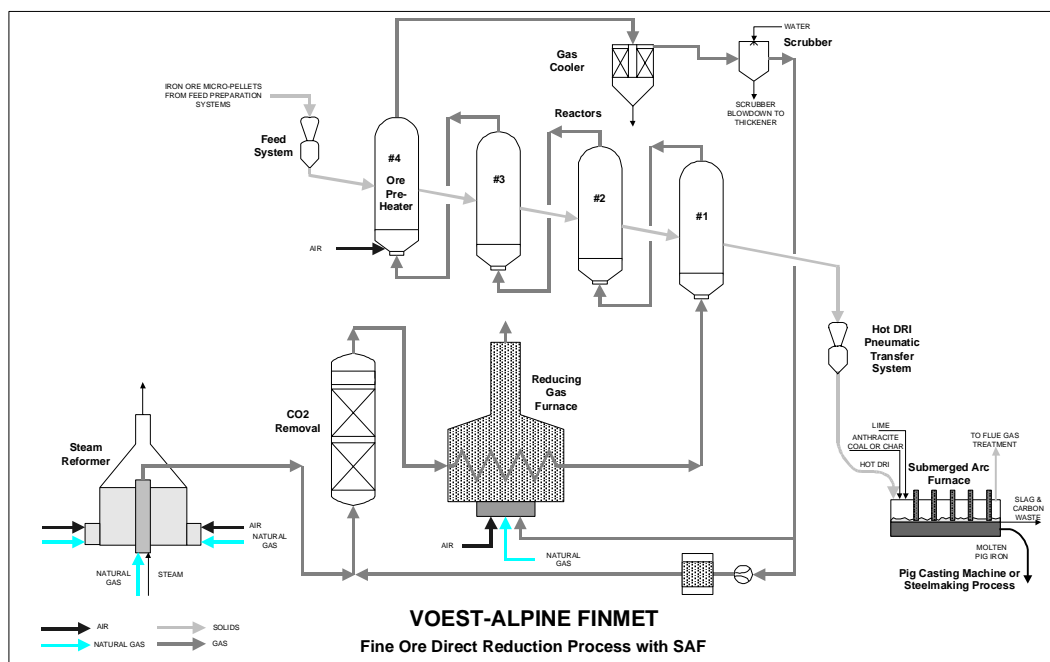 WATER
Scrubber
Gas
Cooler
SCRUBBER
BLOWDOWN TO
THICKENER
IRON ORE MICRO-PELLETS
FROM FEED PREPARATION
SYSTEMS
Reactors
Feed
System
#4
Ore
Pre-
Heater
#3
#2
#1
AIR
Hot DRI
Pneumatic
Transfer
System
Reducing
Gas
Furnace
CO2
Removal
Steam
Reformer
LIME
ANTHRACITE
COAL OR CHAR
HOT DRI
TO FLUE GAS
TREATMENT
Submerged Arc
Furnace
SLAG &
CARBON
WASTE
MOLTEN
PIG IRON
Pig Casting Machine or
Steelmaking Process
AIR
NATURAL
GAS
NATURAL
GAS
STEAM
AIR
NATURAL
GAS
VOEST-ALPINE FINMET
Fine Ore Direct Reduction Process with SAF
AIR
SOLIDS
NATURAL GAS
GAS